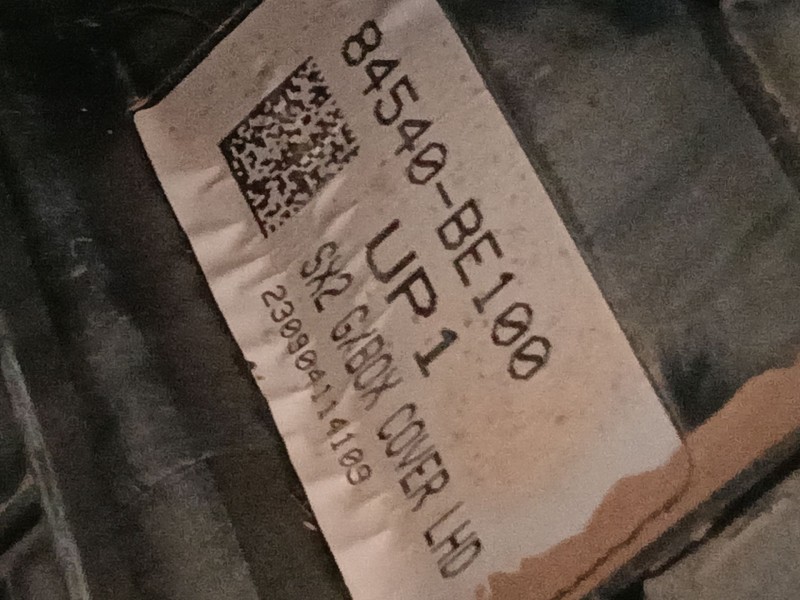 84540-BE100
UP1
SX2 G/BOX COVER LHD
230904114109